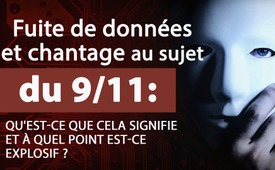 Fuite de données
et chantage au sujet
du 9/11:
QU'EST-CE QUE CELA SIGNIFIE
ET À QUEL POINT EST-CE
EXPLOSIF ?